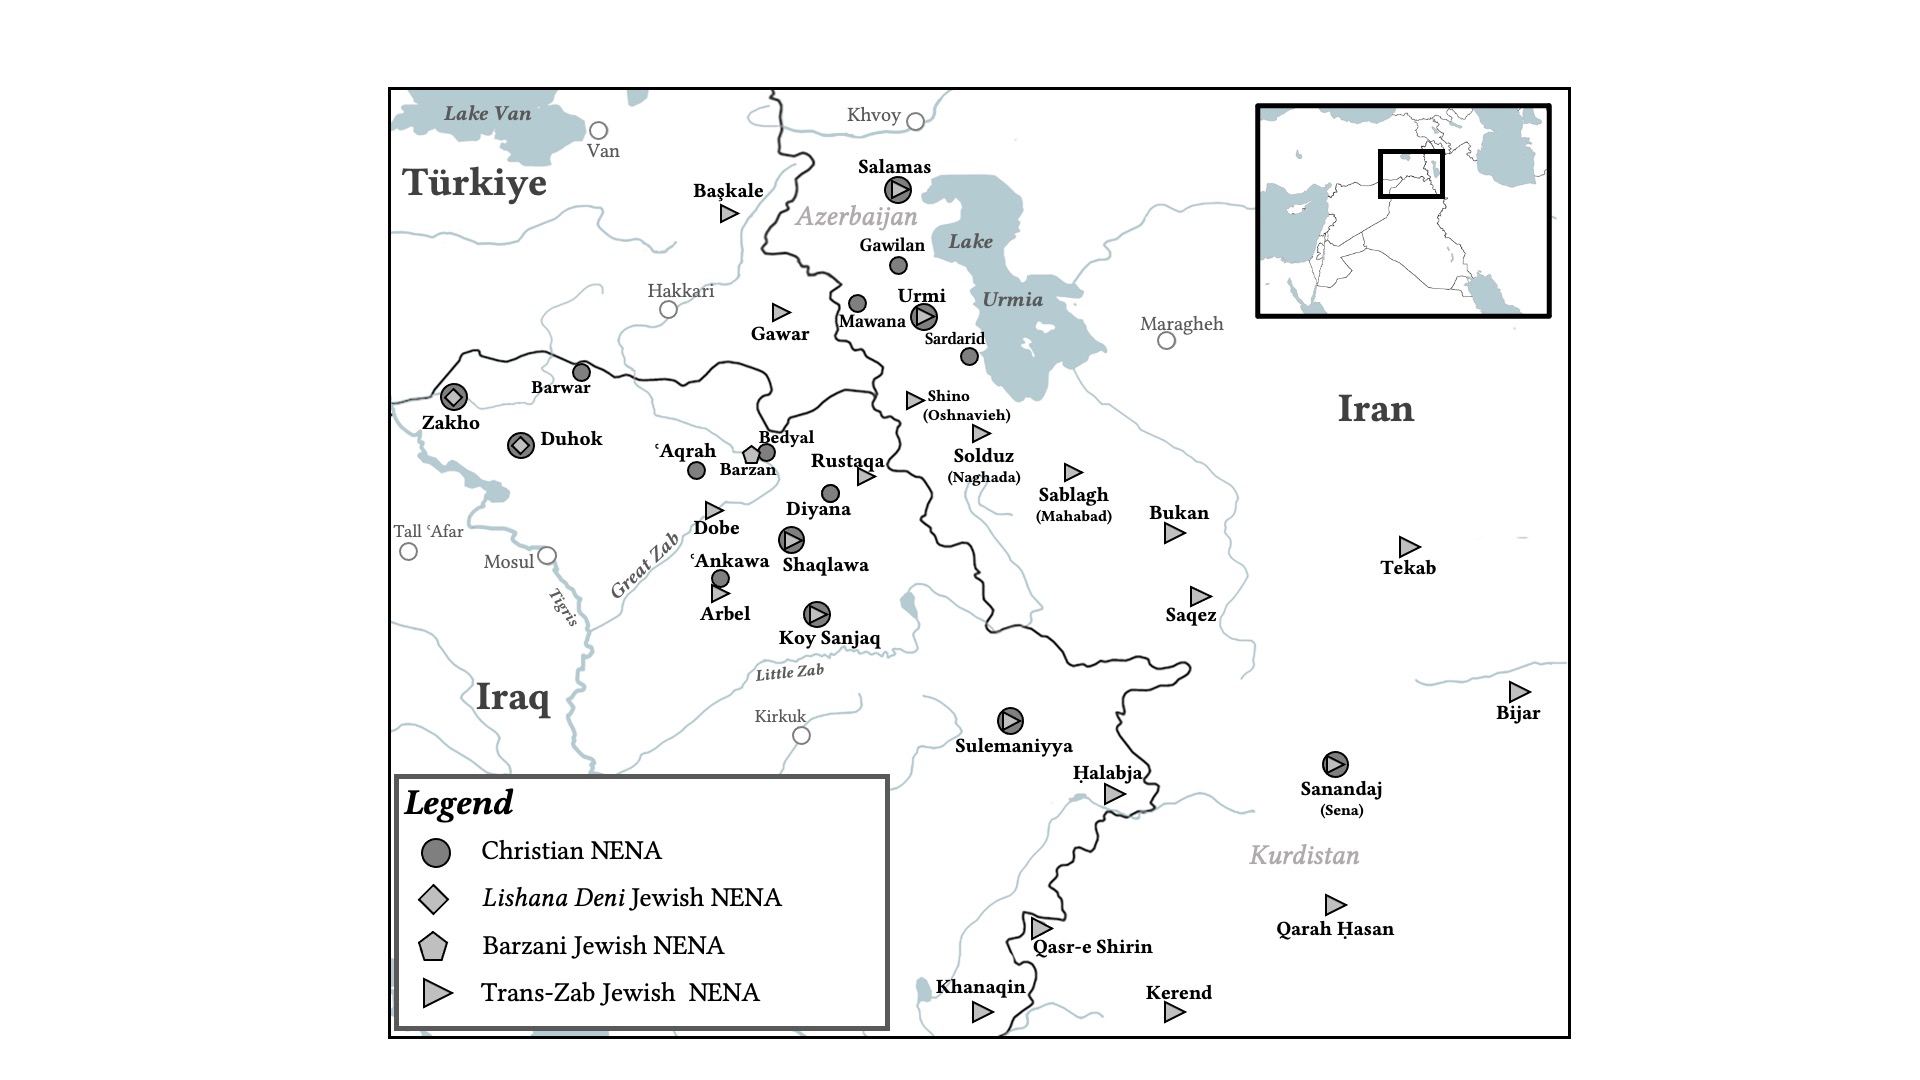 Lake Van
Khvoy
Van
Türkiye
Salamas
Başkale
Azerbaijan
Gawilan
Lake
Urmia
Hakkari
Urmi
Mawana
Gawar
Sardarid
Maragheh
Barwar
Shino
(Oshnavieh)
Iran
Zakho
Duhok
Bedyal
ʿAqrah
Barzan
Rustaqa
Solduz
(Naghada)
Sablagh
(Mahabad)
Diyana
Bukan
Dobe
Tall ʿAfar
Mosul
Great Zab
ʿAnkawa
Shaqlawa
Tekab
Tigris
Arbel
Saqez
Koy Sanjaq
Little Zab
Iraq
Kirkuk
Bijar
Sulemaniyya
Ḥalabja
Sanandaj
(Sena)
Kurdistan
Qarah Ḥasan
Qasr-e Shirin
Khanaqin
Kerend
Legend
Christian NENA
Lishana Deni Jewish NENA
Barzani Jewish NENA
Trans-Zab Jewish NENA